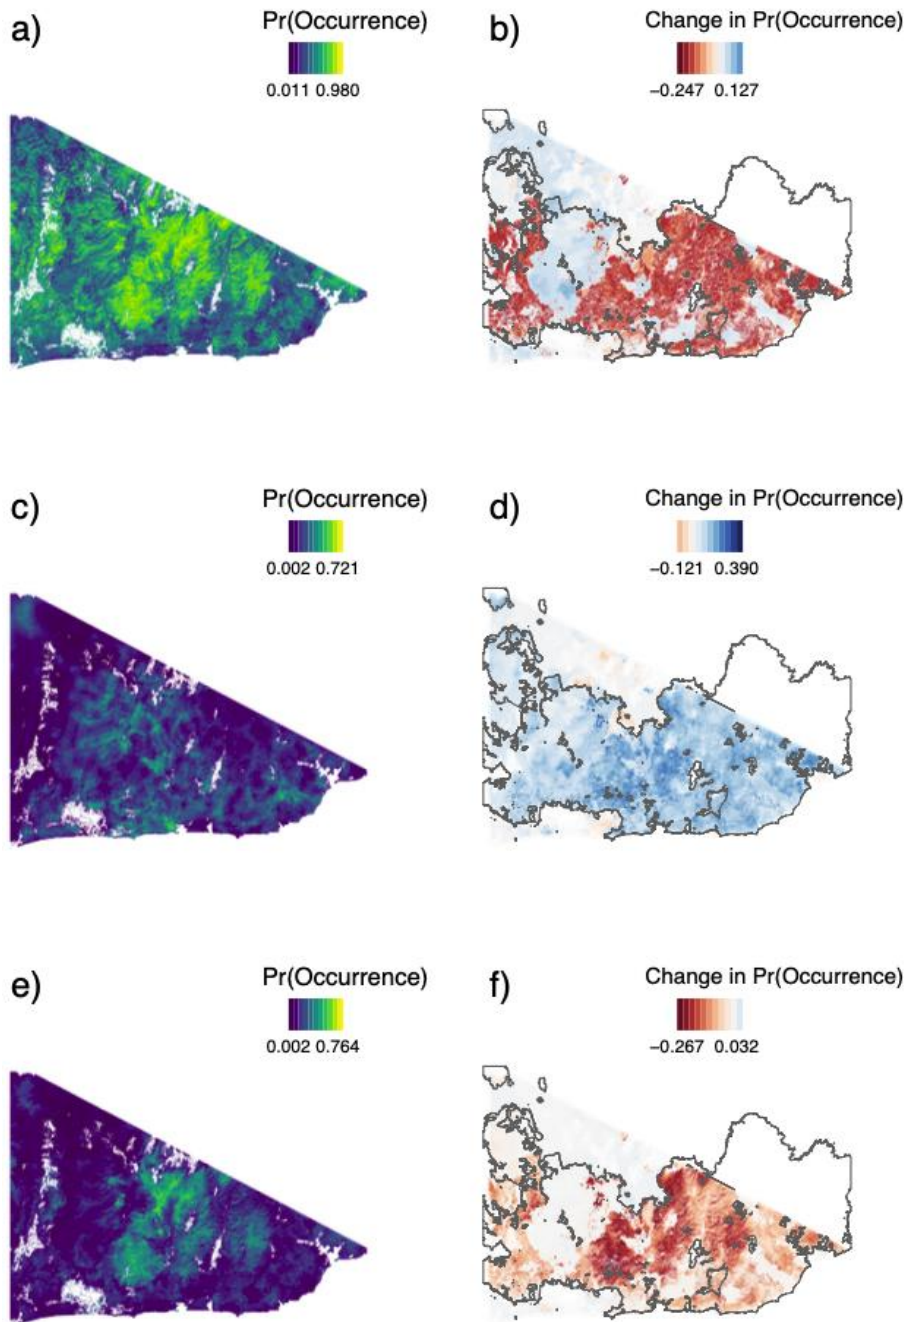 a)
Pr(Occurrence)
0.011 0.980
b)
Change in Pr(Occurrence)
−0.247 0.127
c)
Pr(Occurrence)
0.002 0.721
d)
Change in Pr(Occurrence)
−0.121 0.390
e)
Pr(Occurrence)
0.002 0.764
f)
Change in Pr(Occurrence)
−0.267 0.032